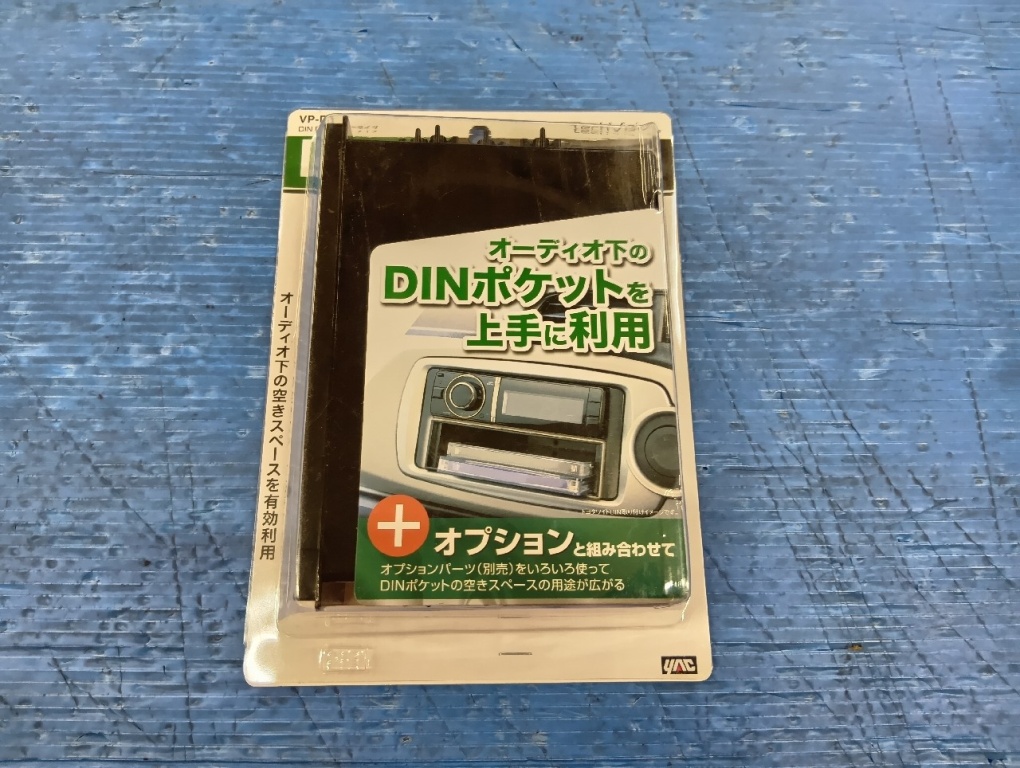 オーディオ下の
DINポケットを
上手に利用
オーディオ下の空きスペースを有効利用
オプションと組み合わせて
オプションパーツ(別売)をいろいろ使って
DINポケットの空きスペースの用途が広がる
YAC